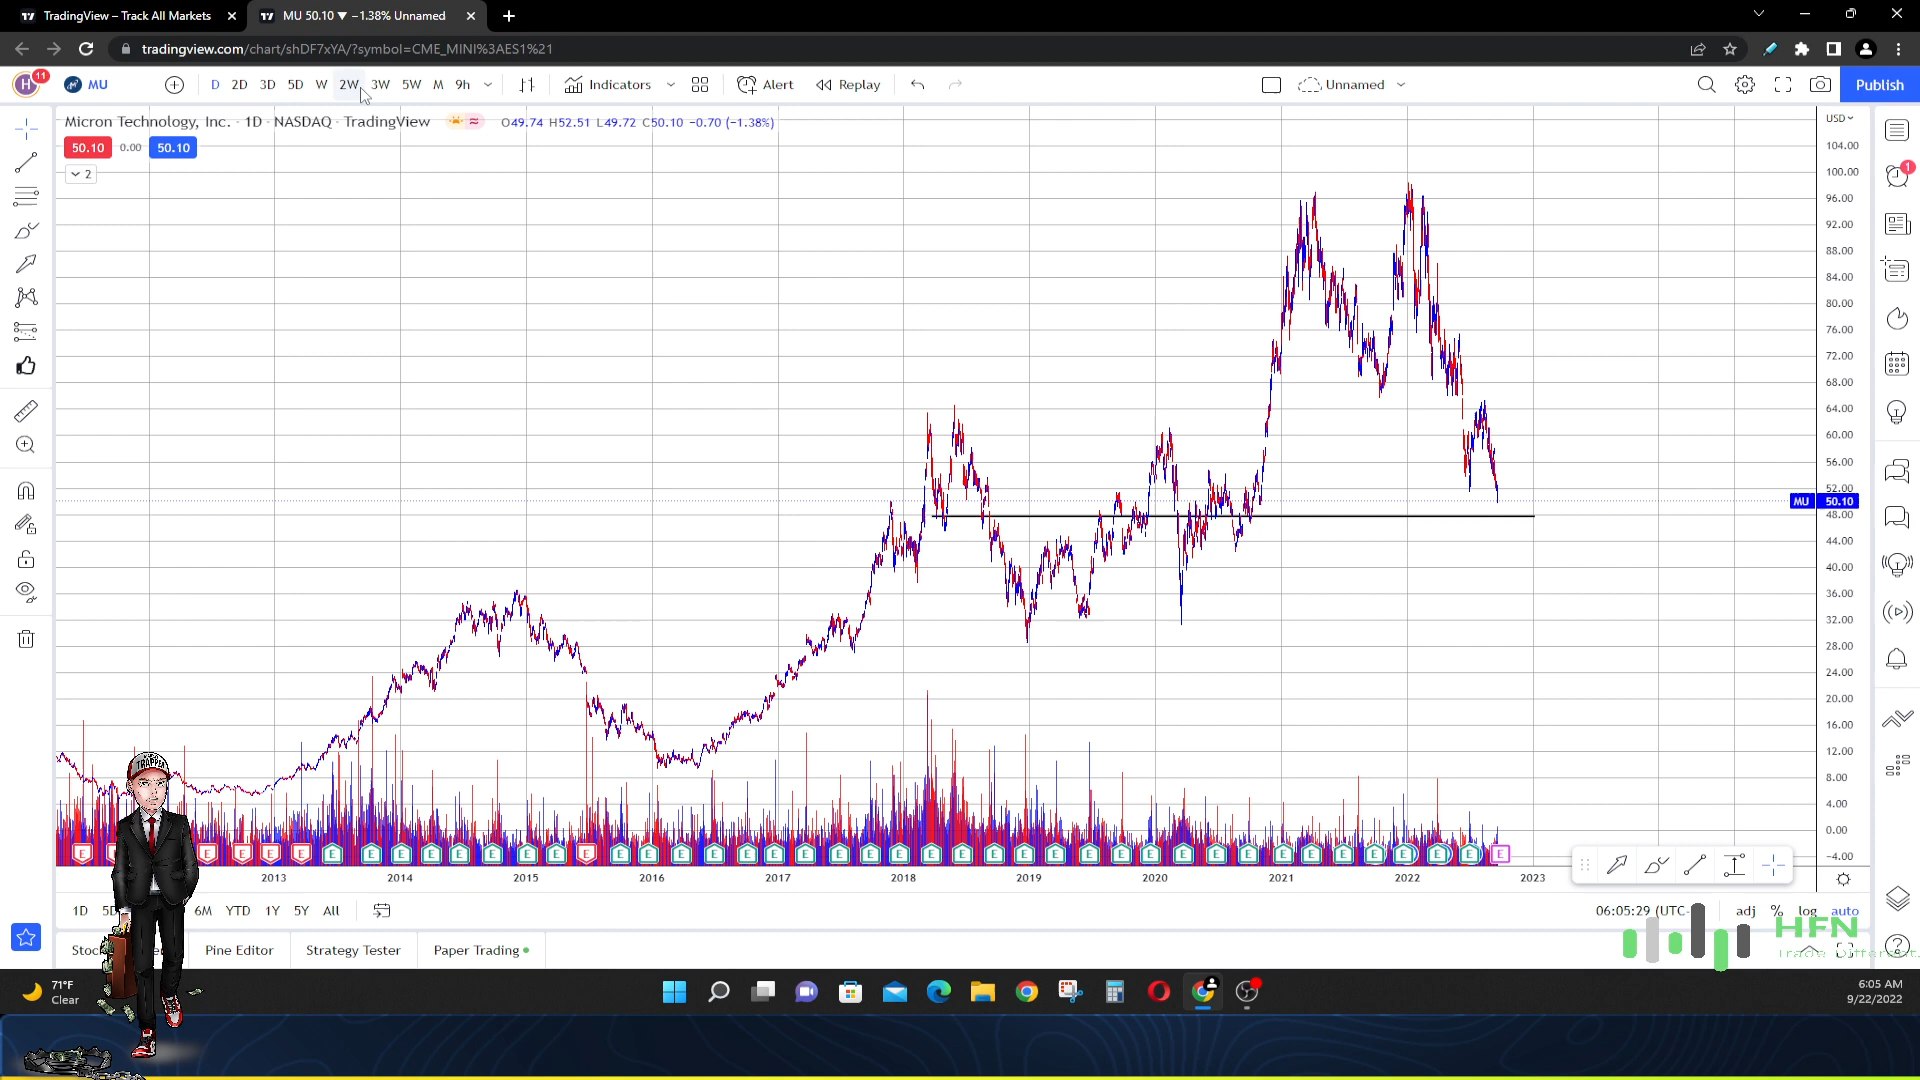 TradingView – Track All Markets
MU 50.10 ▼ −1.38% Unnamed
tradingview.com/chart/shDF7xYA/?symbol=CME_MINI%3AES1%21
H 11
MU
D 2D 3D 5D W 2W 3W 5W M 9h
Indicators
Alert
Replay
Unnamed
Publish
Micron Technology, Inc. · 1D · NASDAQ · TradingView
O49.74 H52.51 L49.72 C50.10 −0.70 (−1.38%)
50.10 0.00 50.10
2
USD
104.00
100.00
96.00
92.00
88.00
84.00
80.00
76.00
72.00
68.00
64.00
60.00
56.00
52.00
MU 50.10
48.00
44.00
40.00
36.00
32.00
28.00
24.00
20.00
16.00
12.00
8.00
4.00
0.00
−4.00
1
TRAPPER
E E E E E E E E E E E E E E E E E E E E E E E E E E E E E E E E E E E E E E E E E E E E
2013 2014 2015 2016 2017 2018 2019 2020 2021 2022 2023
1D 5D 6M YTD 1Y 5Y All
06:05:29 (UTC-
adj % log auto
HFN
Trade Different.
Stoc
Pine Editor
Strategy Tester
Paper Trading
71°F
Clear
6:05 AM
9/22/2022